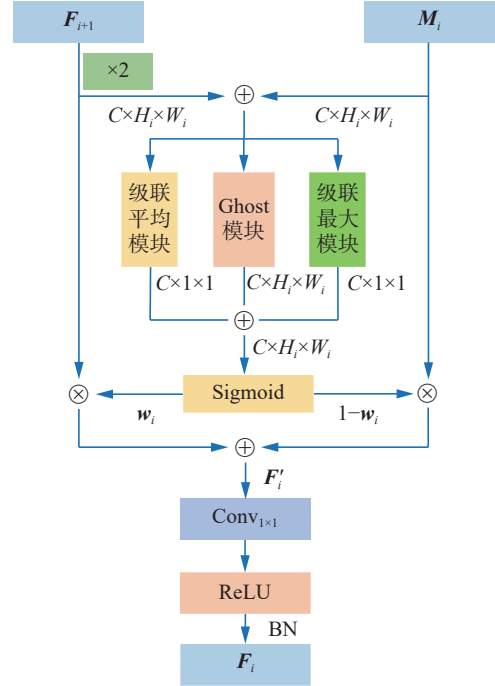 F_{i+1}
M_i
×2
⊕
C×H_i×W_i
C×H_i×W_i
级联
平均
模块
Ghost
模块
级联
最大
模块
C×1×1
C×H_i×W_i
C×1×1
⊕
C×H_i×W_i
⊗
Sigmoid
⊗
w_i
1−w_i
⊕
F′_i
Conv_{1×1}
ReLU
BN
F_i